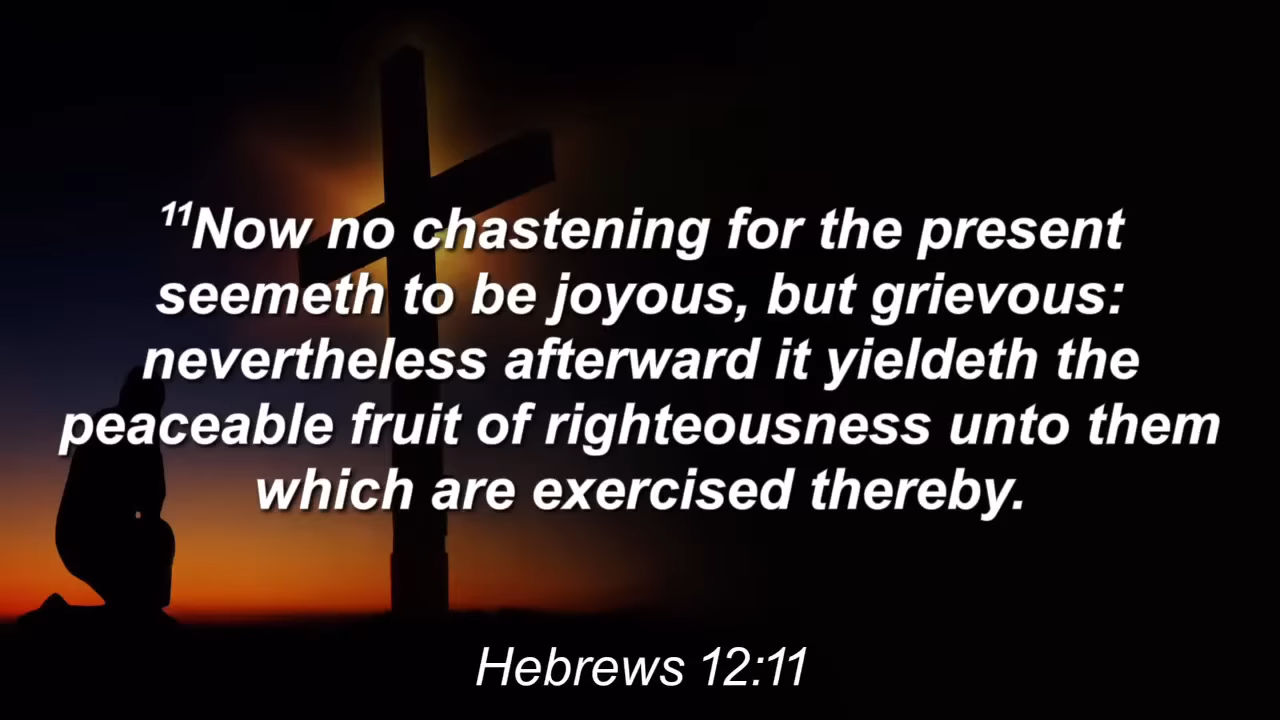 ¹¹Now no chastening for the present
seemeth to be joyous, but grievous:
nevertheless afterward it yieldeth the
peaceable fruit of righteousness unto them
which are exercised thereby.
Hebrews 12:11